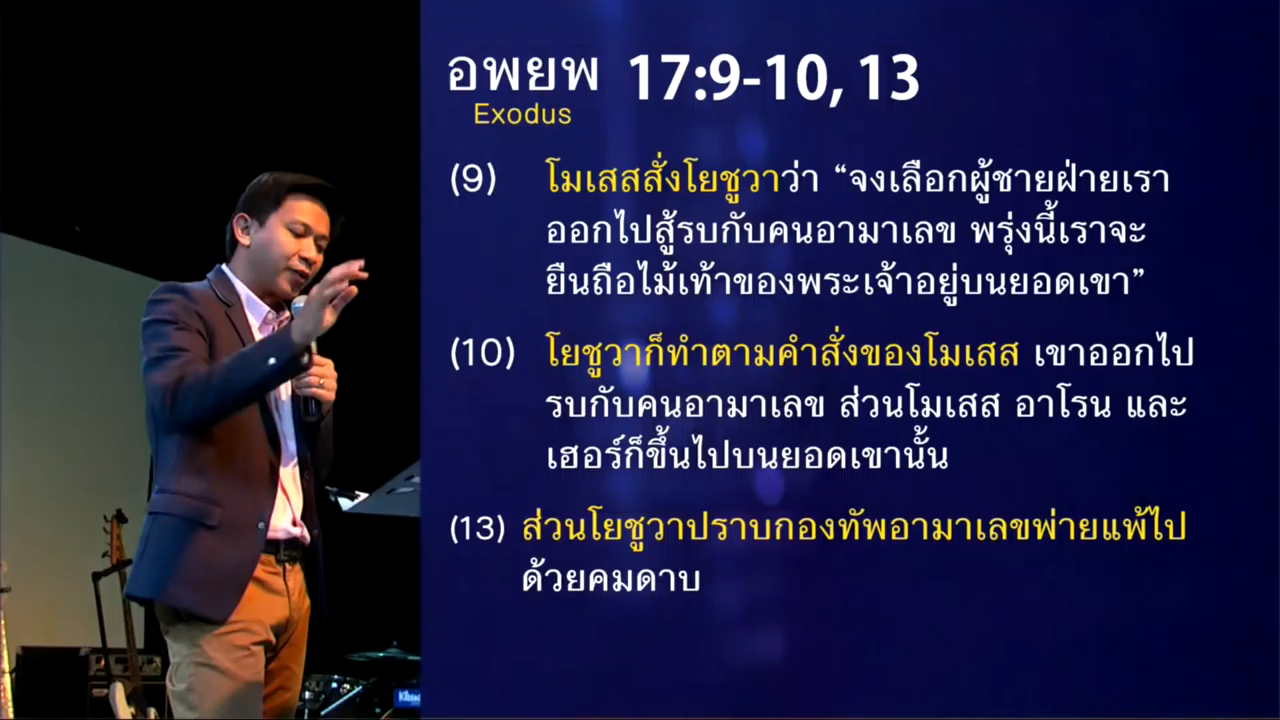 อพยพ 17:9-10, 13
Exodus
(9) โมเสสสั่งโยชูวาว่า “จงเลือกผู้ชายฝ่ายเรา
ออกไปสู้รบกับคนอามาเลข พรุ่งนี้เราจะ
ยืนถือไม้เท้าของพระเจ้าอยู่บนยอดเขา”
(10) โยชูวาก็ทำตามคำสั่งของโมเสส เขาออกไป
รบกับคนอามาเลข ส่วนโมเสส อาโรน และ
เฮอร์ก็ขึ้นไปบนยอดเขานั้น
(13) ส่วนโยชูวาปราบกองทัพอามาเลขพ่ายแพ้ไป
ด้วยคมดาบ